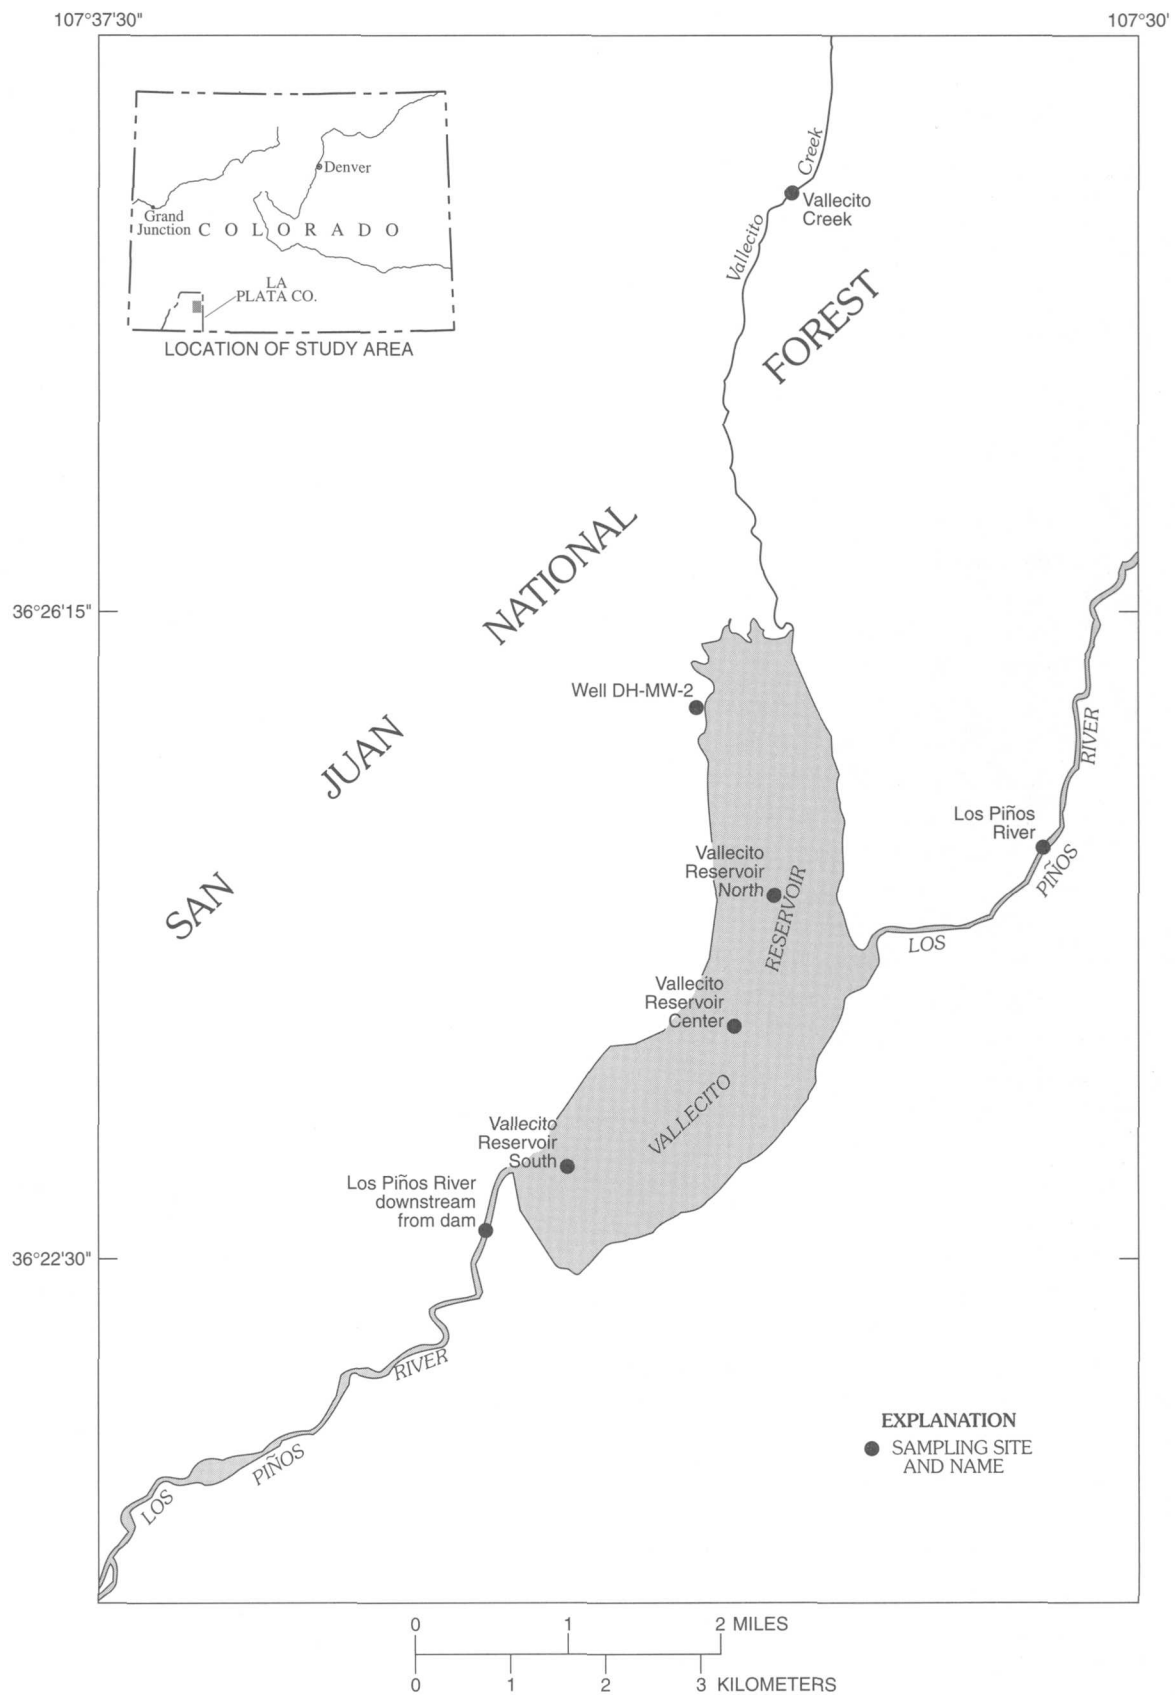 107°37'30"
107°30'
Denver
Grand
Junction
COLORADO
LA
PLATA CO.
LOCATION OF STUDY AREA
Vallecito Creek
Vallecito
Creek
SAN JUAN NATIONAL FOREST
36°26'15"
Well DH-MW-2
Los Piños
River
LOS PIÑOS RIVER
Vallecito
Reservoir
North
VALLECITO RESERVOIR
Vallecito
Reservoir
Center
Vallecito
Reservoir
South
Los Piños River
downstream
from dam
36°22'30"
LOS PIÑOS RIVER
EXPLANATION
SAMPLING SITE
AND NAME
0 1 2 MILES
0 1 2 3 KILOMETERS